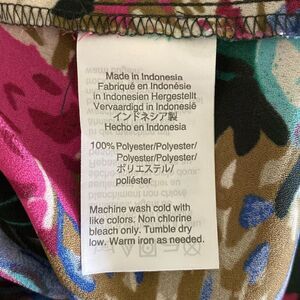 Made in Indonesia
Fabriqué en Indonésie
in Indonesien Hergestellt
Vervaardigd in Indonesie
インドネシア製
Hecho en Indonesia
100% Polyester/Polyester/
Polyester/Polyester/
ポリエステル/
poliéster
Machine wash cold with
like colors. Non chlorine
bleach only. Tumble dry
low. Warm iron as needed.